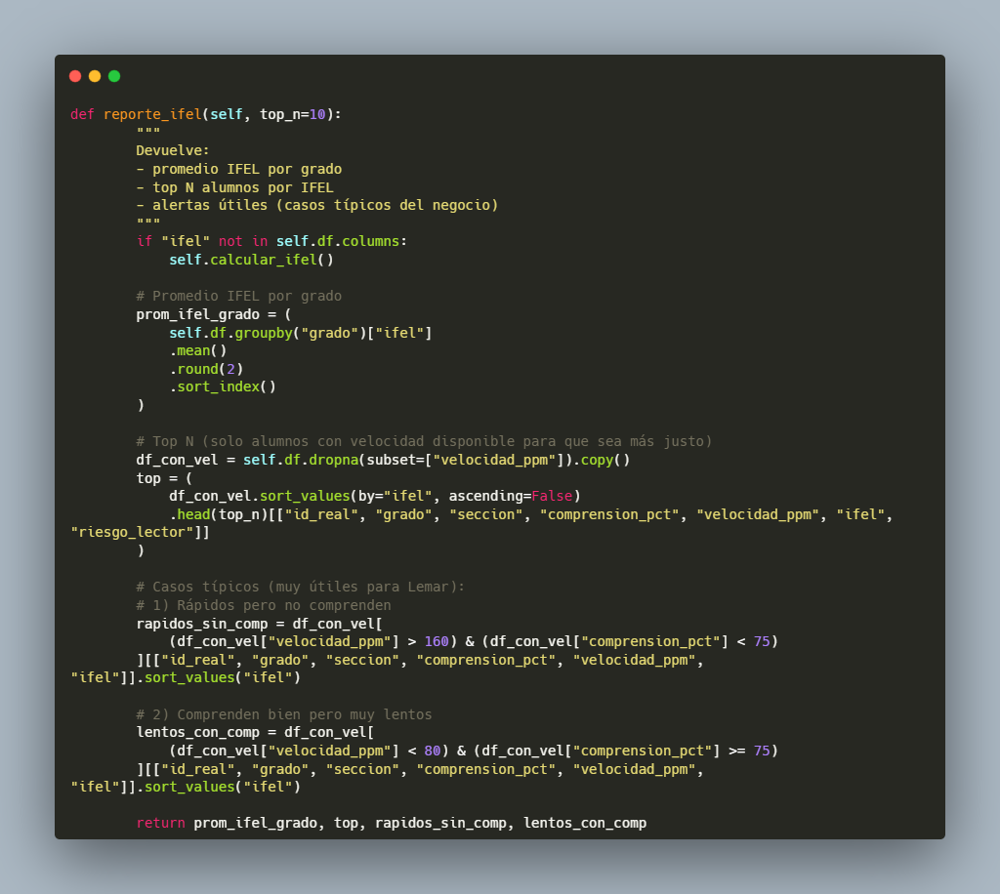 def reporte_ifel(self, top_n=10):
        """
        Devuelve:
        - promedio IFEL por grado
        - top N alumnos por IFEL
        - alertas útiles (casos típicos del negocio)
        """
        if "ifel" not in self.df.columns:
            self.calcular_ifel()

        # Promedio IFEL por grado
        prom_ifel_grado = (
            self.df.groupby("grado")["ifel"]
            .mean()
            .round(2)
            .sort_index()
        )

        # Top N (solo alumnos con velocidad disponible para que sea más justo)
        df_con_vel = self.df.dropna(subset=["velocidad_ppm"]).copy()
        top = (
            df_con_vel.sort_values(by="ifel", ascending=False)
            .head(top_n)[["id_real", "grado", "seccion", "comprension_pct", "velocidad_ppm", "ifel",
"riesgo_lector"]]
        )

        # Casos típicos (muy útiles para Lemar):
        # 1) Rápidos pero no comprenden
        rapidos_sin_comp = df_con_vel[
            (df_con_vel["velocidad_ppm"] > 160) & (df_con_vel["comprension_pct"] < 75)
        ][["id_real", "grado", "seccion", "comprension_pct", "velocidad_ppm",
"ifel"]].sort_values("ifel")

        # 2) Comprenden bien pero muy lentos
        lentos_con_comp = df_con_vel[
            (df_con_vel["velocidad_ppm"] < 80) & (df_con_vel["comprension_pct"] >= 75)
        ][["id_real", "grado", "seccion", "comprension_pct", "velocidad_ppm",
"ifel"]].sort_values("ifel")

        return prom_ifel_grado, top, rapidos_sin_comp, lentos_con_comp